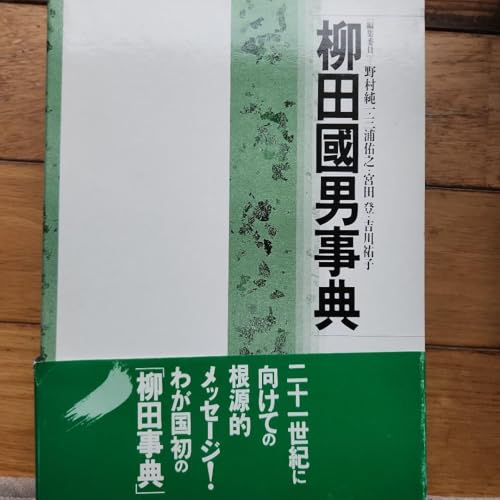 編集委員 野村純一・三浦佑之・宮田登・吉川祐子
柳田國男事典
二十一世紀に
向けての
根源的
メッセージ!
わが国初の
「柳田事典」